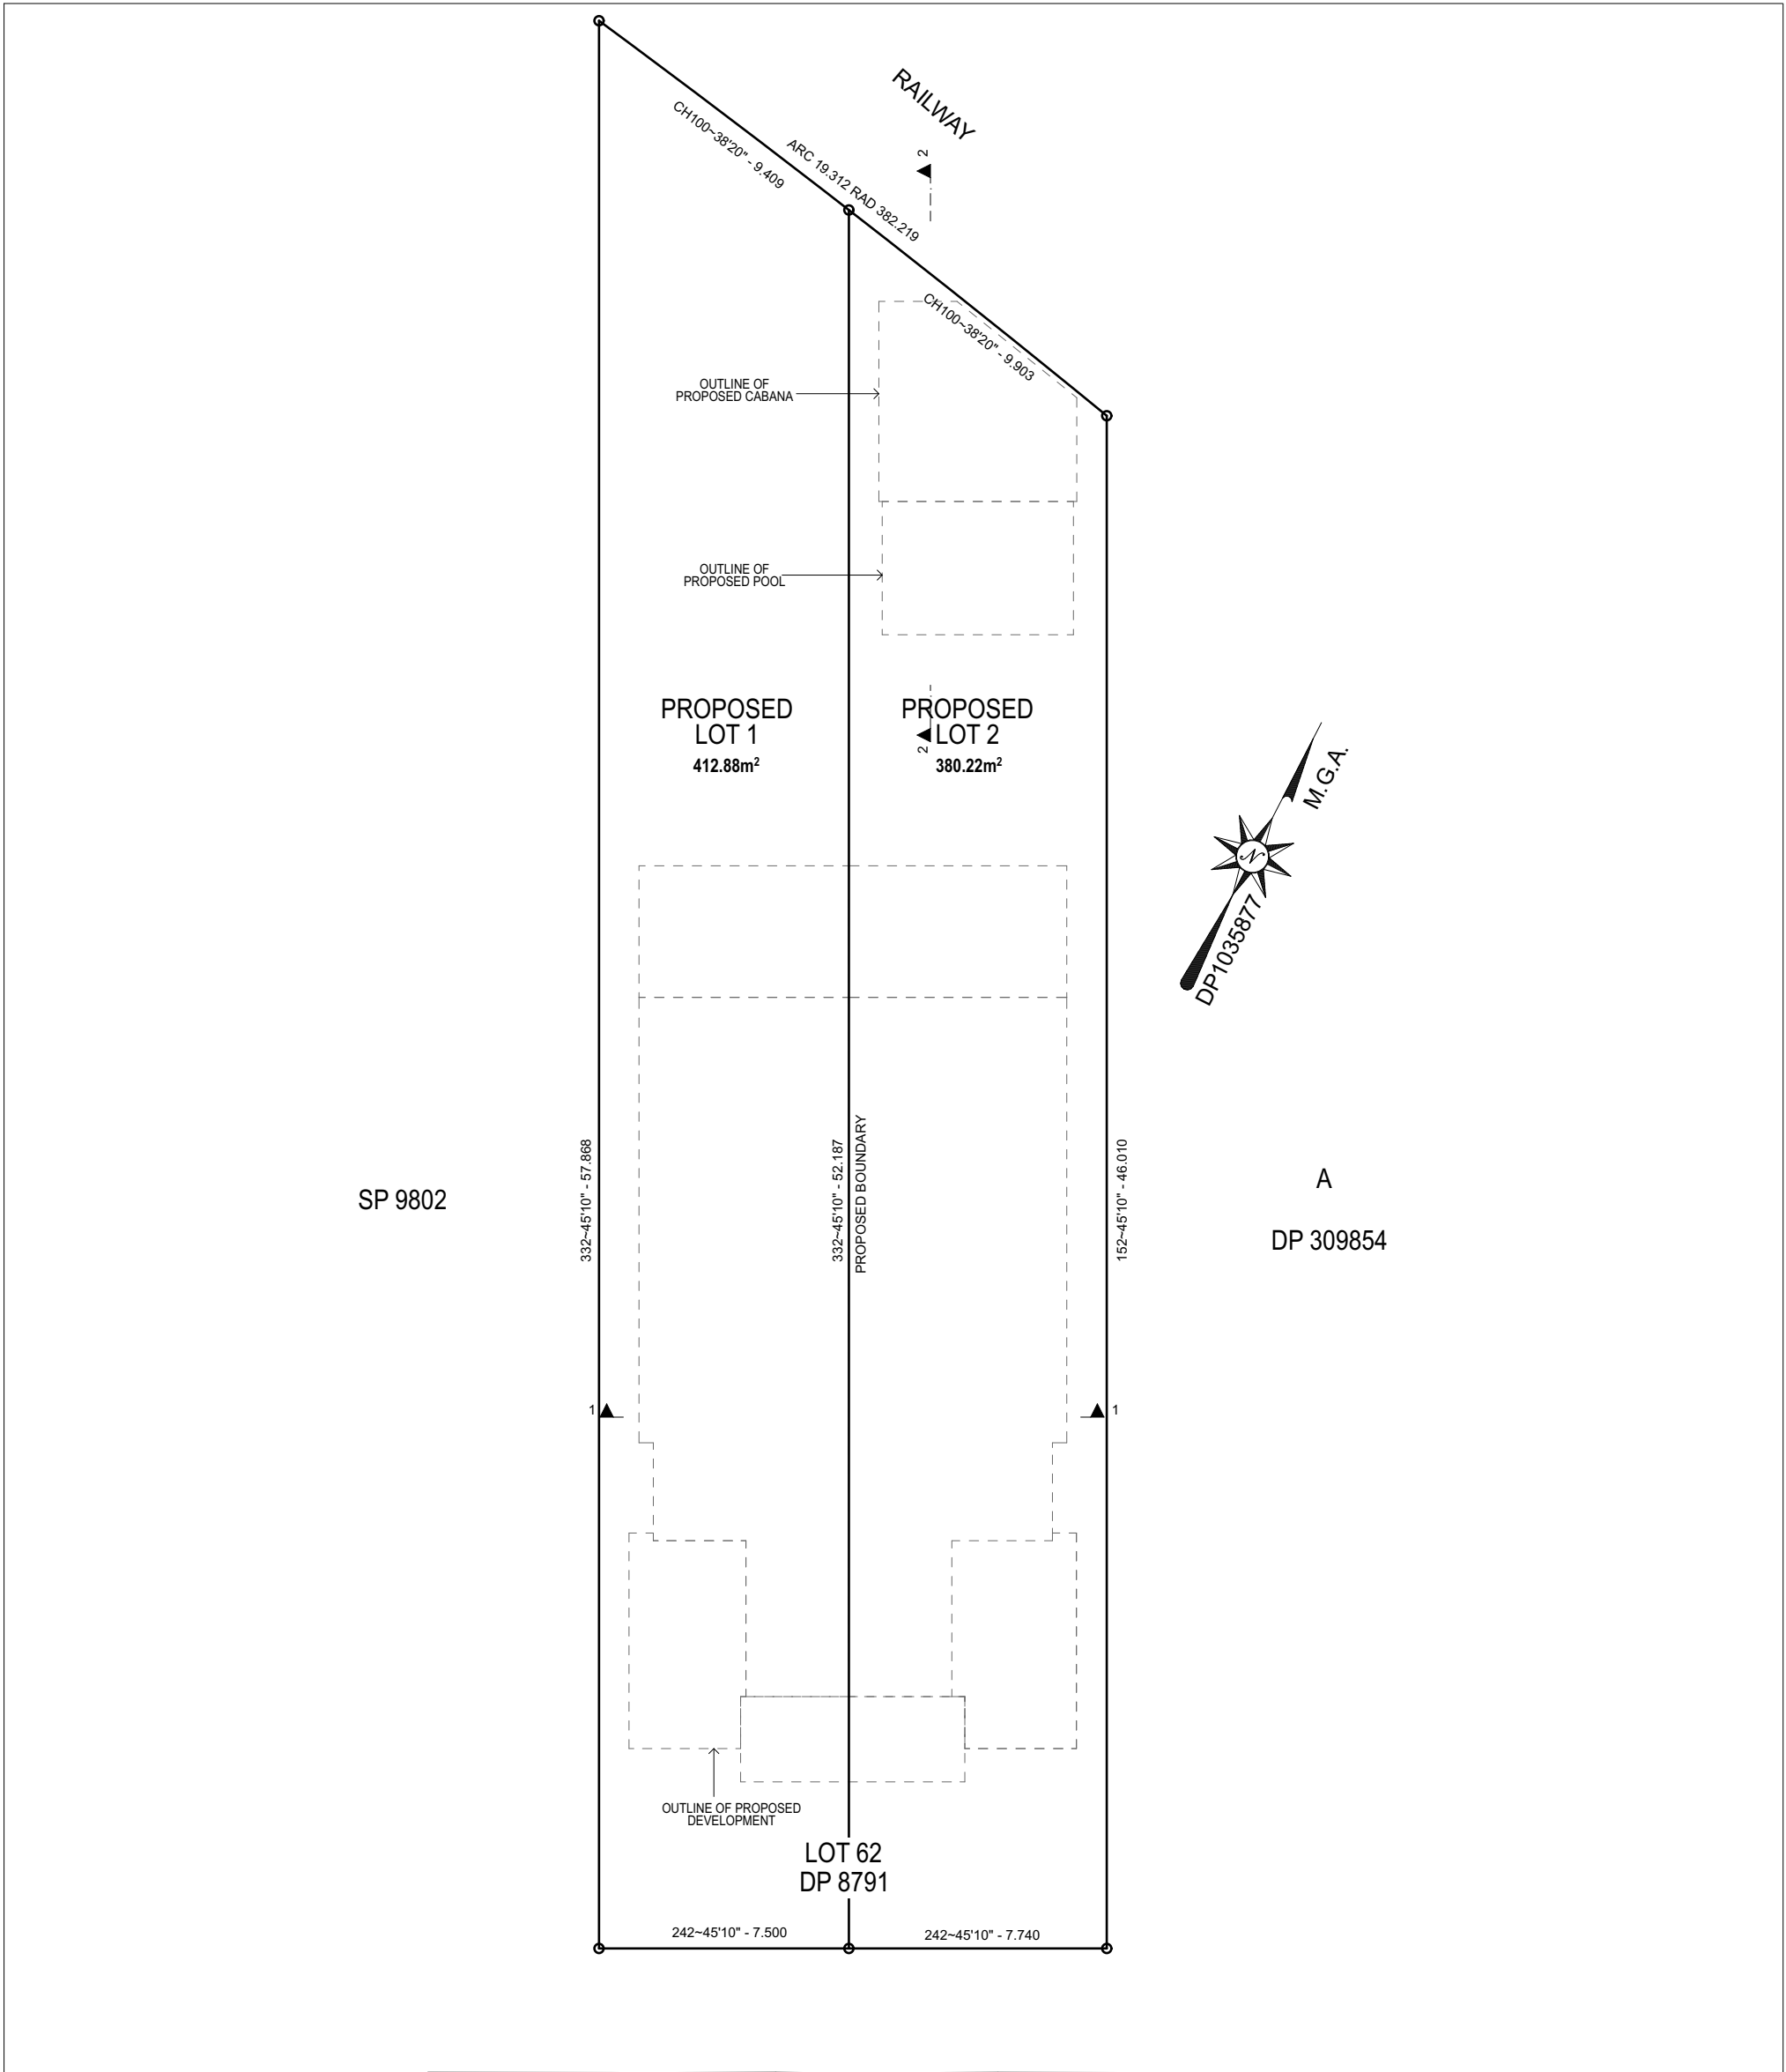 RAILWAY
CH100~38'20" - 9.409
ARC 19.312 RAD 382.219
2
CH100~38'20" - 9.903
OUTLINE OF
PROPOSED CABANA
OUTLINE OF
PROPOSED POOL
PROPOSED
LOT 1
412.88m²
PROPOSED
LOT 2
380.22m²
2
M.G.A.
N
DP1035877
332~45'10" - 57.868
332~45'10" - 52.187
PROPOSED BOUNDARY
152~45'10" - 46.010
SP 9802
A
DP 309854
1
1
OUTLINE OF PROPOSED
DEVELOPMENT
LOT 62
DP 8791
242~45'10" - 7.500
242~45'10" - 7.740